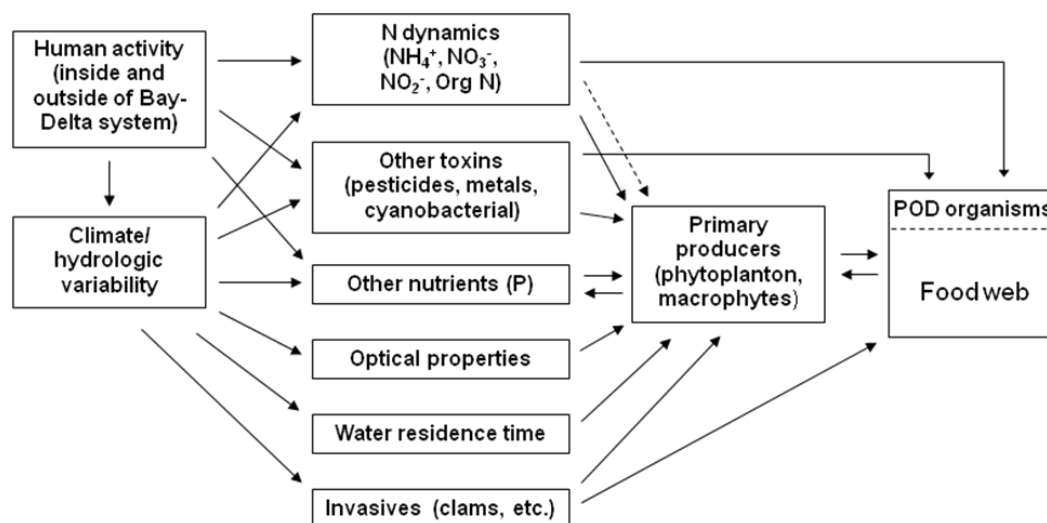 Human activity
(inside and
outside of Bay-
Delta system)
Climate/
hydrologic
variability
N dynamics
(NH₄⁺, NO₃⁻,
NO₂⁻, Org N)
Other toxins
(pesticides, metals,
cyanobacterial)
Other nutrients (P)
Optical properties
Water residence time
Invasives (clams, etc.)
Primary
producers
(phytoplanton,
macrophytes)
POD organisms
Food web